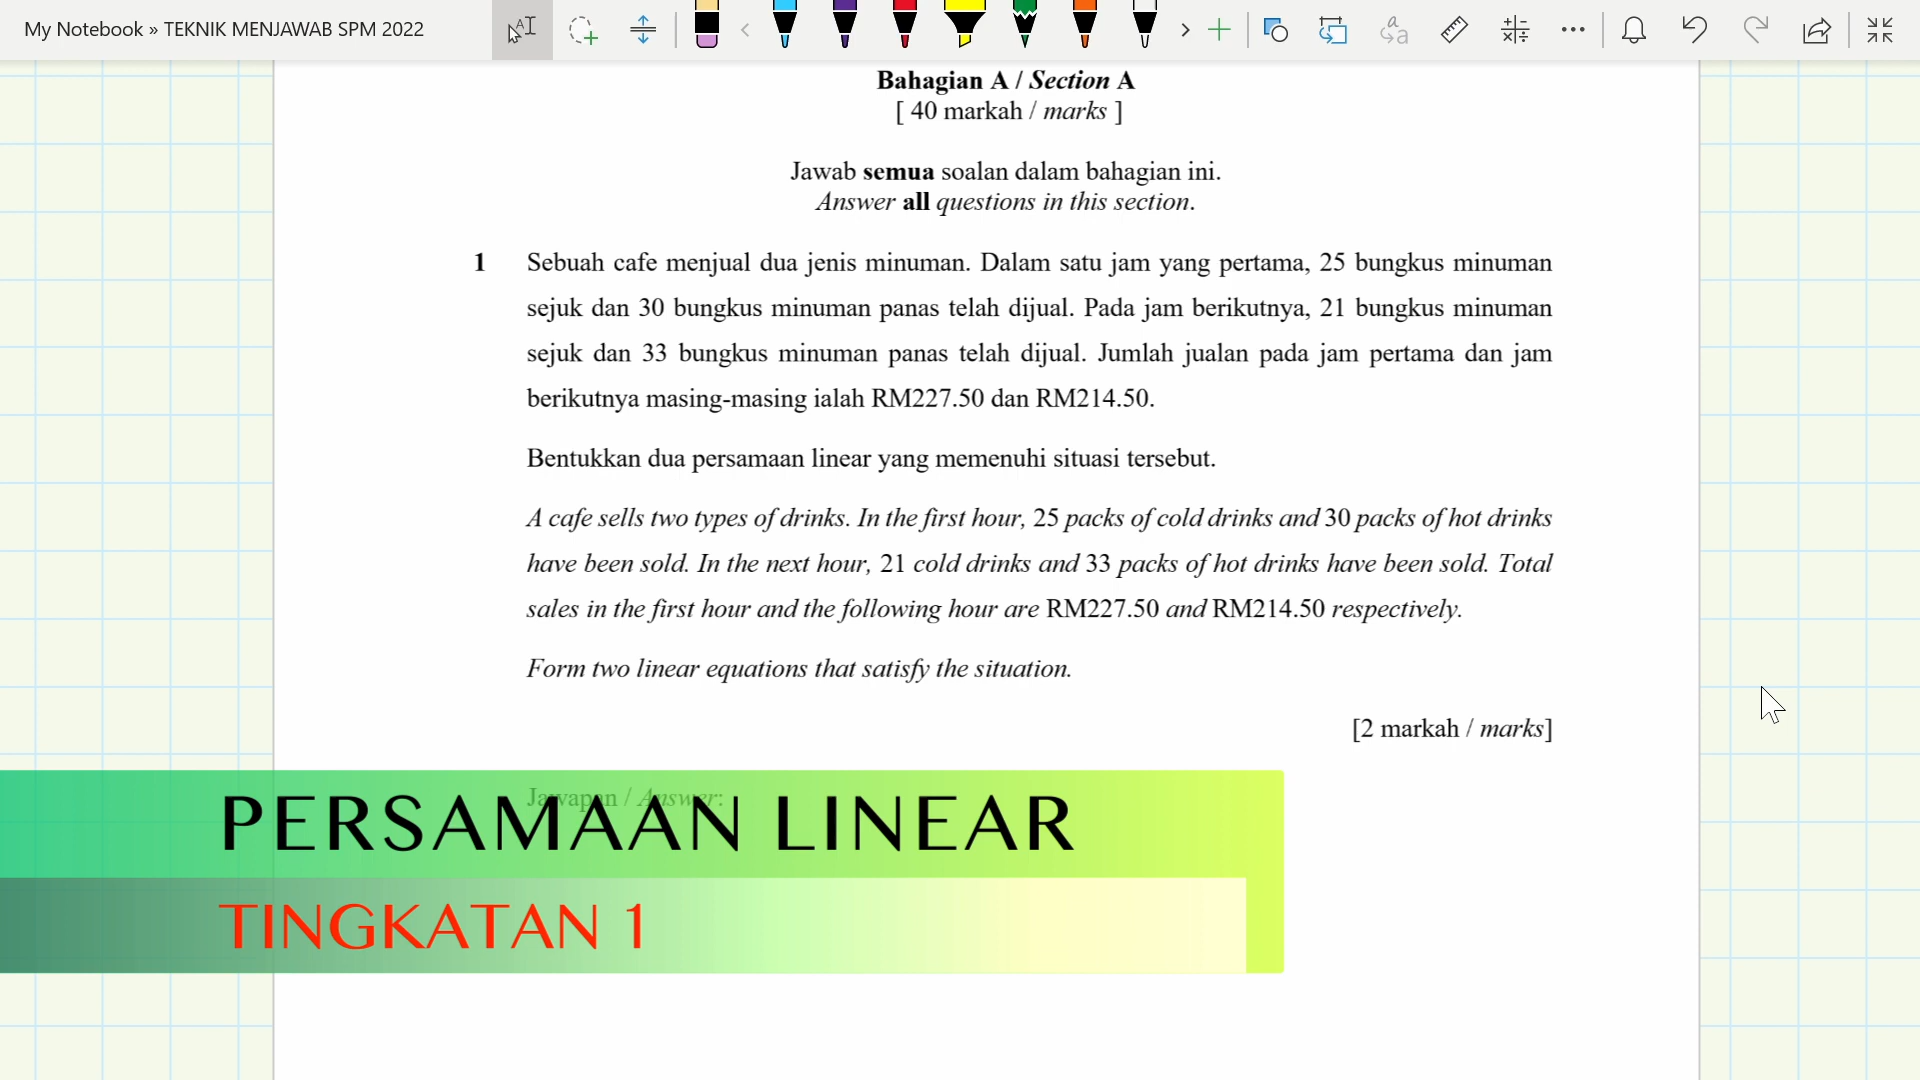 My Notebook » TEKNIK MENJAWAB SPM 2022
Bahagian A / Section A
[ 40 markah / marks ]
Jawab semua soalan dalam bahagian ini.
Answer all questions in this section.
1 Sebuah cafe menjual dua jenis minuman. Dalam satu jam yang pertama, 25 bungkus minuman
sejuk dan 30 bungkus minuman panas telah dijual. Pada jam berikutnya, 21 bungkus minuman
sejuk dan 33 bungkus minuman panas telah dijual. Jumlah jualan pada jam pertama dan jam
berikutnya masing-masing ialah RM227.50 dan RM214.50.
Bentukkan dua persamaan linear yang memenuhi situasi tersebut.
A cafe sells two types of drinks. In the first hour, 25 packs of cold drinks and 30 packs of hot drinks
have been sold. In the next hour, 21 cold drinks and 33 packs of hot drinks have been sold. Total
sales in the first hour and the following hour are RM227.50 and RM214.50 respectively.
Form two linear equations that satisfy the situation.
[2 markah / marks]
Jawapan / Answer:
PERSAMAAN LINEAR
TINGKATAN 1